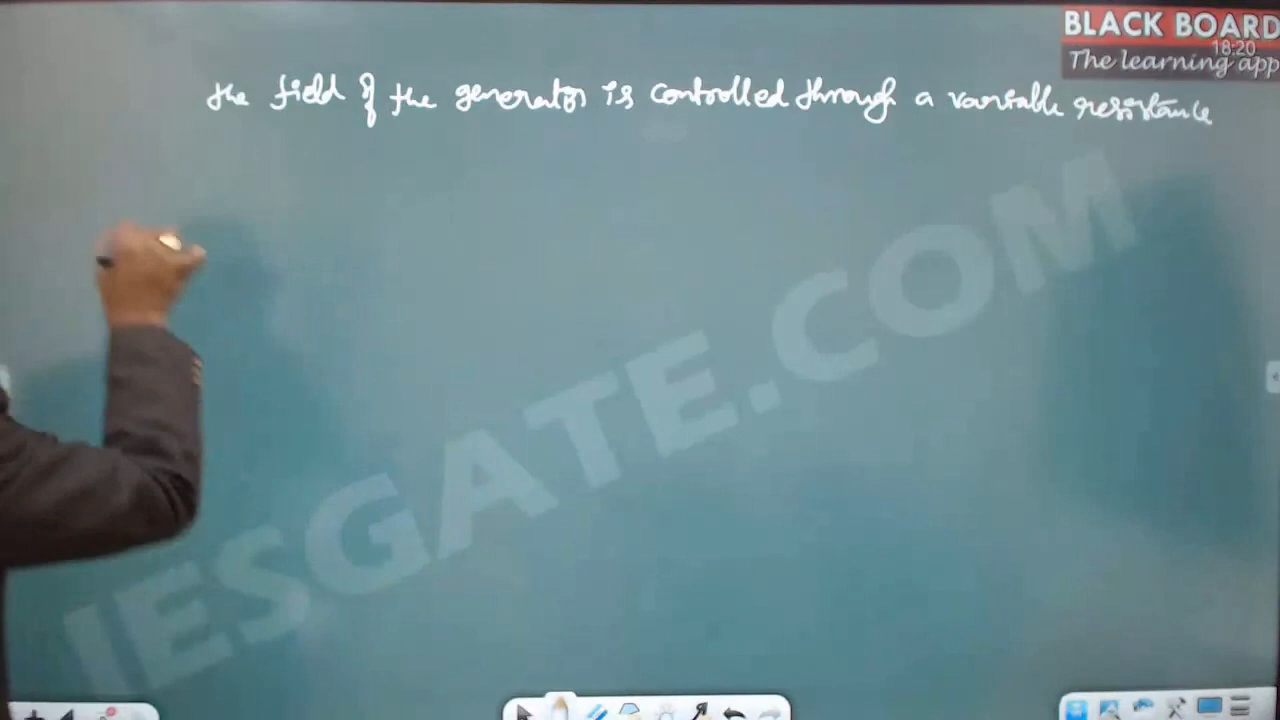 BLACK BOARD
18:20
The learning app
the field of the generator is controlled through a variable resistance
IESGATE.COM